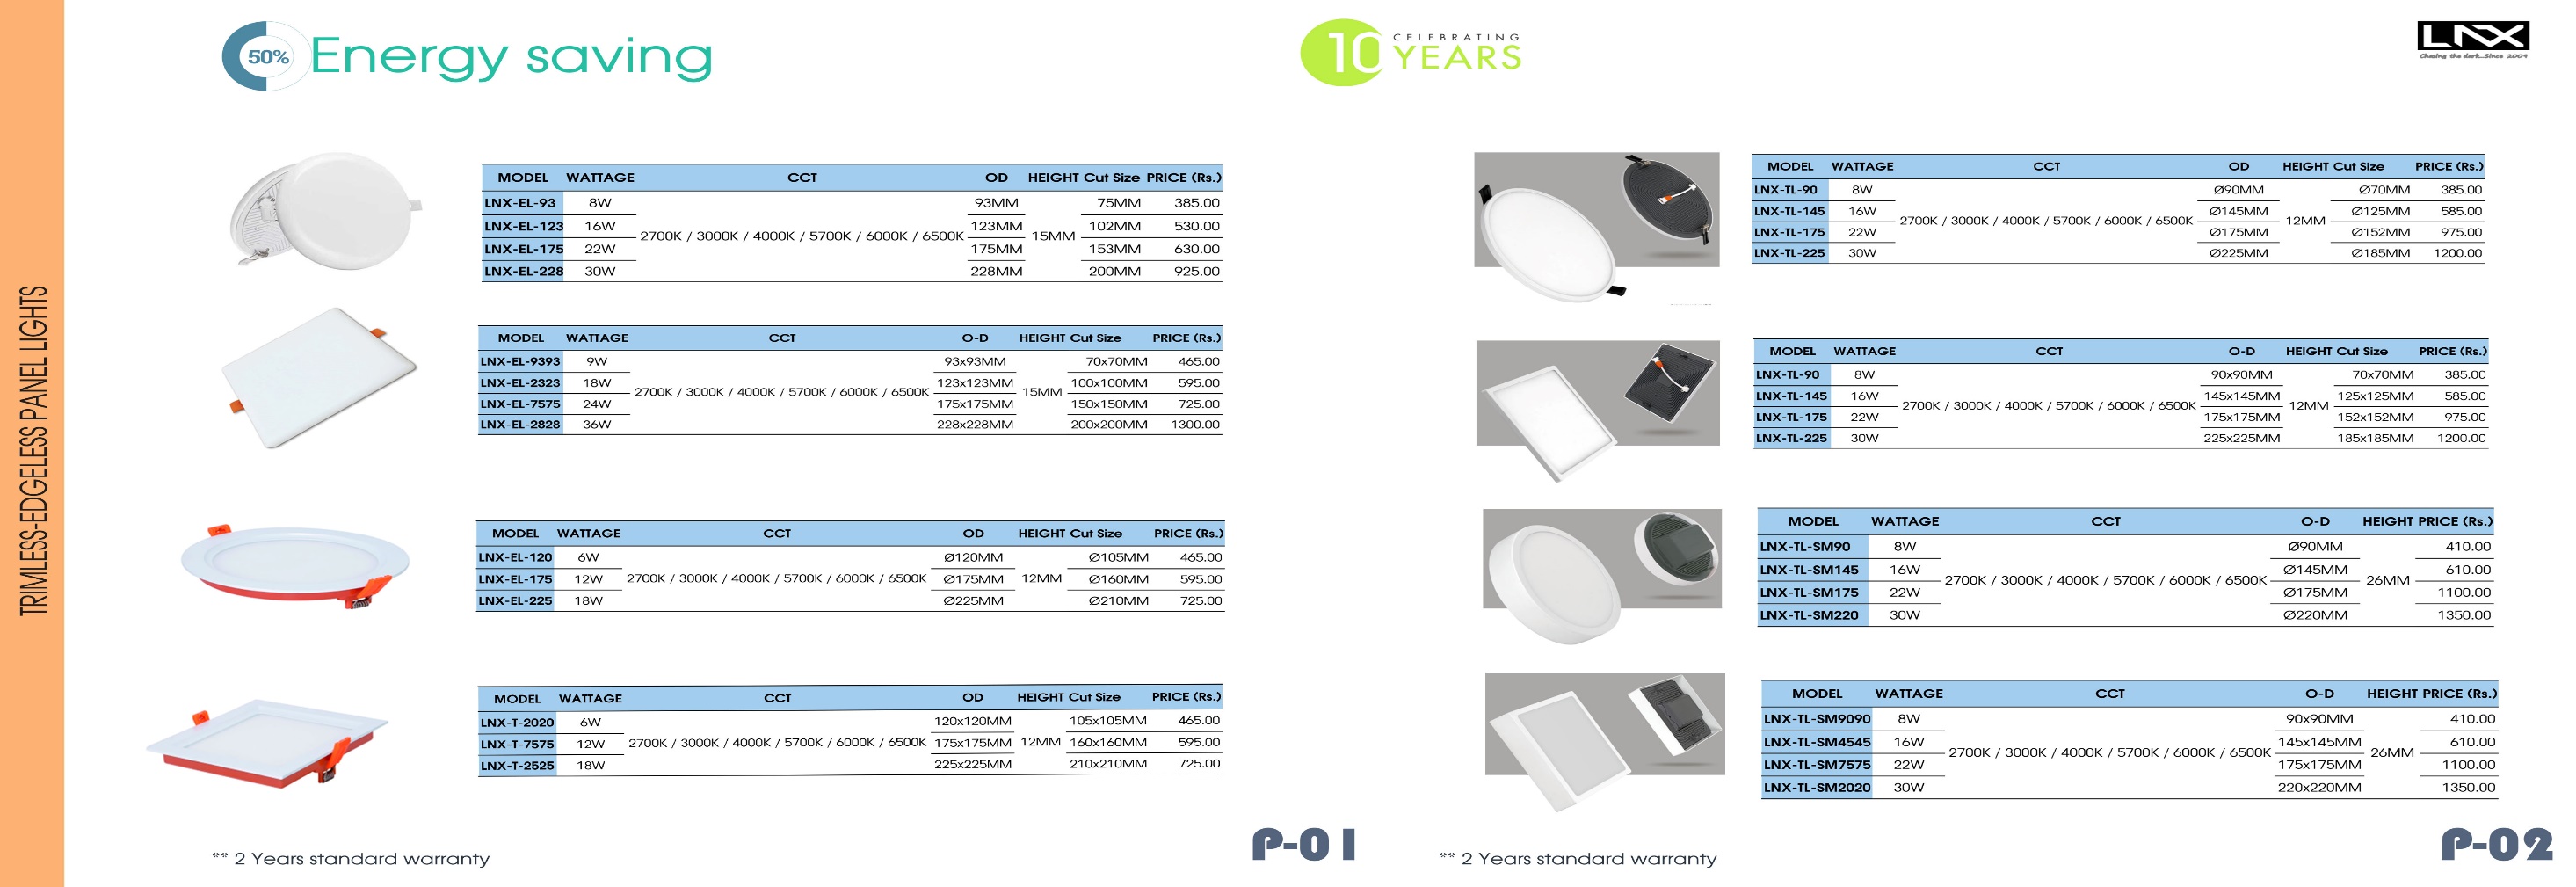 TRIMLESS-EDGELESS PANEL LIGHTS
50% Energy saving
MODEL WATTAGE CCT OD HEIGHT Cut Size PRICE (Rs.)
LNX-EL-93 8W 93MM 75MM 385.00
LNX-EL-123 16W 123MM 102MM 530.00
2700K / 3000K / 4000K / 5700K / 6000K / 6500K 15MM
LNX-EL-175 22W 175MM 153MM 630.00
LNX-EL-228 30W 228MM 200MM 925.00
MODEL WATTAGE CCT O-D HEIGHT Cut Size PRICE (Rs.)
LNX-EL-9393 9W 93x93MM 70x70MM 465.00
LNX-EL-2323 18W 123x123MM 100x100MM 595.00
2700K / 3000K / 4000K / 5700K / 6000K / 6500K 15MM
LNX-EL-7575 24W 175x175MM 150x150MM 725.00
LNX-EL-2828 36W 228x228MM 200x200MM 1300.00
MODEL WATTAGE CCT OD HEIGHT Cut Size PRICE (Rs.)
LNX-EL-120 6W Ø120MM Ø105MM 465.00
LNX-EL-175 12W 2700K / 3000K / 4000K / 5700K / 6000K / 6500K Ø175MM 12MM Ø160MM 595.00
LNX-EL-225 18W Ø225MM Ø210MM 725.00
MODEL WATTAGE CCT OD HEIGHT Cut Size PRICE (Rs.)
LNX-T-2020 6W 120x120MM 105x105MM 465.00
LNX-T-7575 12W 2700K / 3000K / 4000K / 5700K / 6000K / 6500K 175x175MM 12MM 160x160MM 595.00
LNX-T-2525 18W 225x225MM 210x210MM 725.00
** 2 Years standard warranty
P-01
10 CELEBRATING
YEARS
LNX
Chasing the dark...Since 2009
MODEL WATTAGE CCT OD HEIGHT Cut Size PRICE (Rs.)
LNX-TL-90 8W Ø90MM Ø70MM 385.00
LNX-TL-145 16W Ø145MM Ø125MM 585.00
2700K / 3000K / 4000K / 5700K / 6000K / 6500K 12MM
LNX-TL-175 22W Ø175MM Ø152MM 975.00
LNX-TL-225 30W Ø225MM Ø185MM 1200.00
MODEL WATTAGE CCT O-D HEIGHT Cut Size PRICE (Rs.)
LNX-TL-90 8W 90x90MM 70x70MM 385.00
LNX-TL-145 16W 145x145MM 125x125MM 585.00
2700K / 3000K / 4000K / 5700K / 6000K / 6500K 12MM
LNX-TL-175 22W 175x175MM 152x152MM 975.00
LNX-TL-225 30W 225x225MM 185x185MM 1200.00
MODEL WATTAGE CCT O-D HEIGHT PRICE (Rs.)
LNX-TL-SM90 8W Ø90MM 410.00
LNX-TL-SM145 16W Ø145MM 610.00
2700K / 3000K / 4000K / 5700K / 6000K / 6500K 26MM
LNX-TL-SM175 22W Ø175MM 1100.00
LNX-TL-SM220 30W Ø220MM 1350.00
MODEL WATTAGE CCT O-D HEIGHT PRICE (Rs.)
LNX-TL-SM9090 8W 90x90MM 410.00
LNX-TL-SM4545 16W 145x145MM 610.00
2700K / 3000K / 4000K / 5700K / 6000K / 6500K 26MM
LNX-TL-SM7575 22W 175x175MM 1100.00
LNX-TL-SM2020 30W 220x220MM 1350.00
** 2 Years standard warranty
P-02